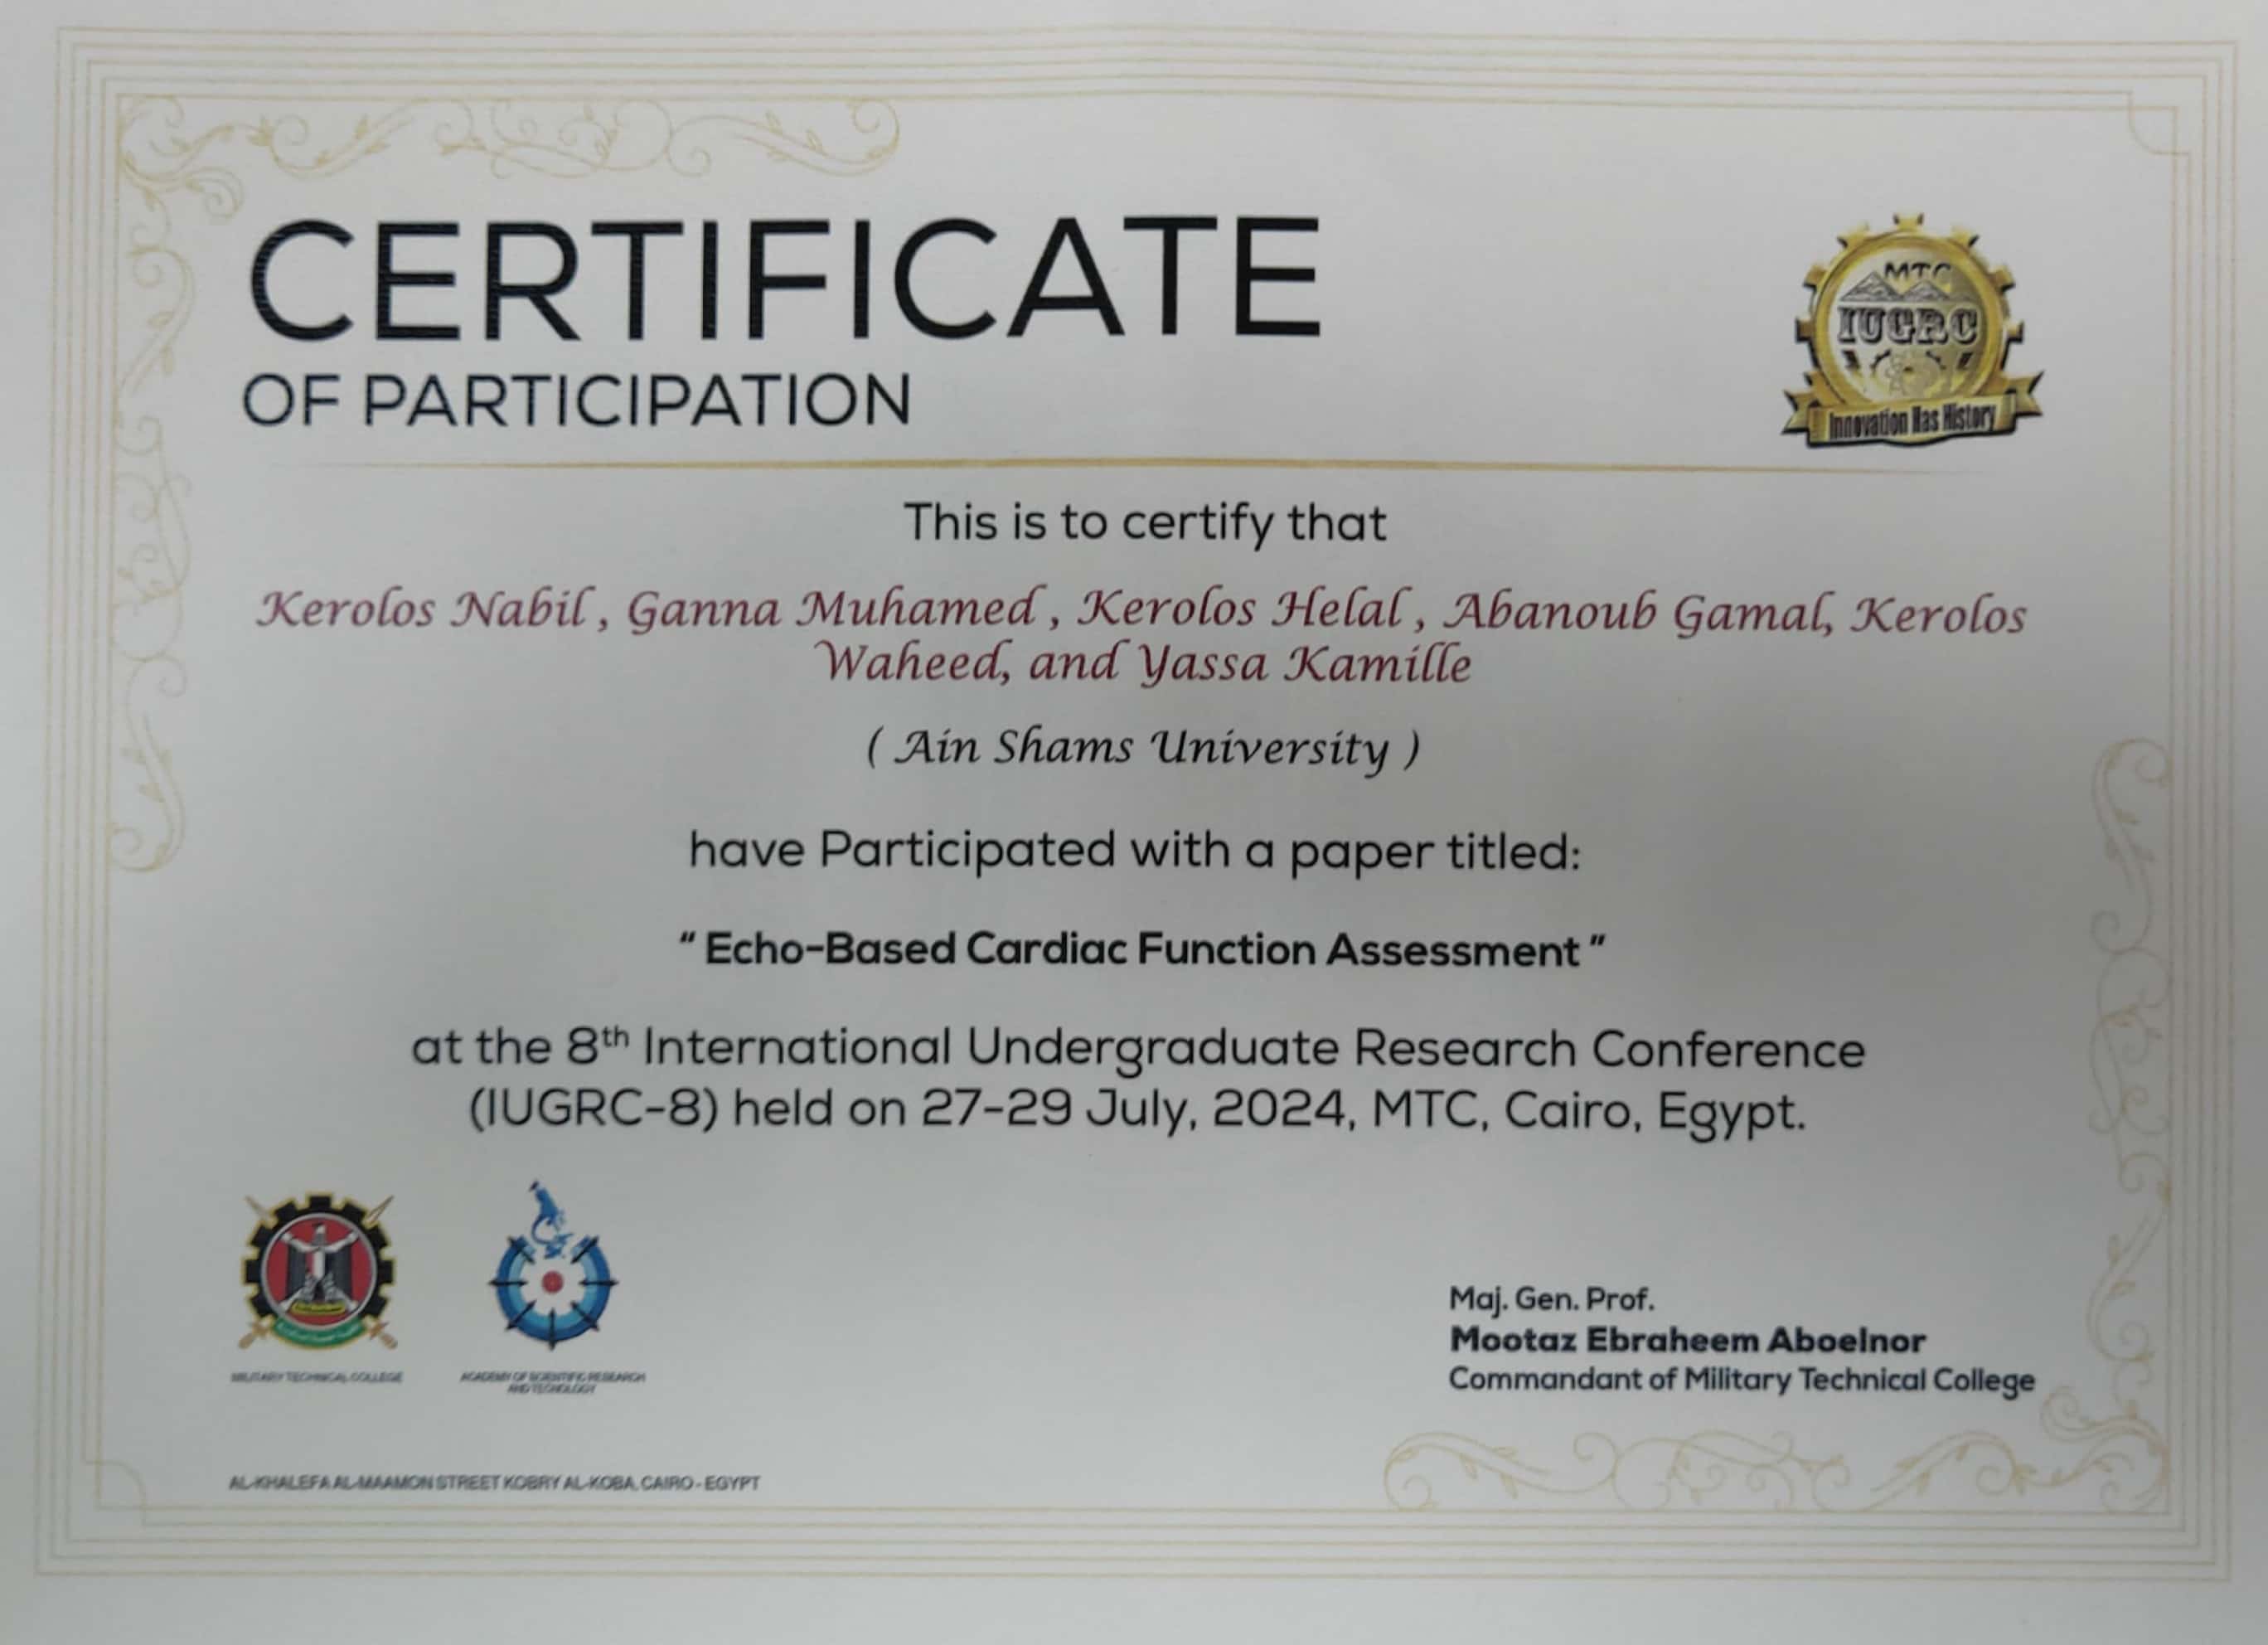 CERTIFICATE
OF PARTICIPATION
MTC
IUGRC
Innovation Has History
This is to certify that
Kerolos Nabil , Ganna Muhamed , Kerolos Helal , Abanoub Gamal, Kerolos
Waheed, and Yassa Kamille
( Ain Shams University )
have Participated with a paper titled:
“ Echo-Based Cardiac Function Assessment ”
at the 8th International Undergraduate Research Conference
(IUGRC-8) held on 27-29 July, 2024, MTC, Cairo, Egypt.
MILITARY TECHNICAL COLLEGE
ACADEMY OF SCIENTIFIC RESEARCH
AND TECHNOLOGY
Maj. Gen. Prof.
Mootaz Ebraheem Aboelnor
Commandant of Military Technical College
AL-KHALEFA AL-MAAMON STREET KOBRY AL-KOBA, CAIRO - EGYPT